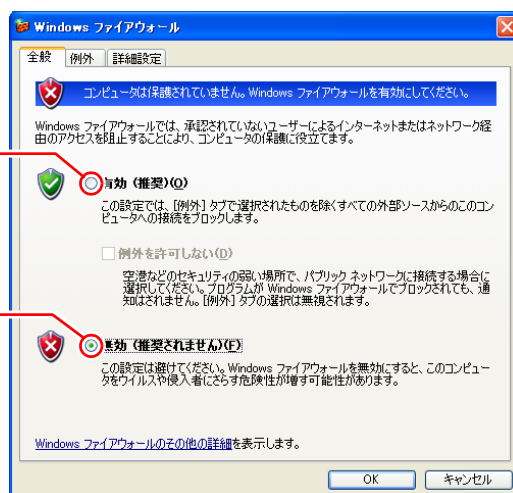 Windows ファイアウォール
全般 例外 詳細設定
コンピュータは保護されていません。Windows ファイアウォールを有効にしてください。
Windows ファイアウォールでは、承認されていないユーザーによるインターネットまたはネットワーク経
由のアクセスを阻止することにより、コンピュータの保護に役立てます。
有効（推奨）(O)
この設定では、[例外] タブで選択されたものを除くすべての外部ソースからのこのコン
ピュータへの接続をブロックします。
例外を許可しない(D)
空港などのセキュリティの弱い場所で、パブリック ネットワークに接続する場合に
選択してください。プログラムが Windows ファイアウォールでブロックされても、通
知はされません。[例外] タブの選択は無視されます。
無効（推奨されません）(F)
この設定は避けてください。Windows ファイアウォールを無効にすると、このコンピュー
タをウイルスや侵入者にさらす危険性が増す可能性があります。
Windows ファイアウォールのその他の詳細を表示します。
OK キャンセル